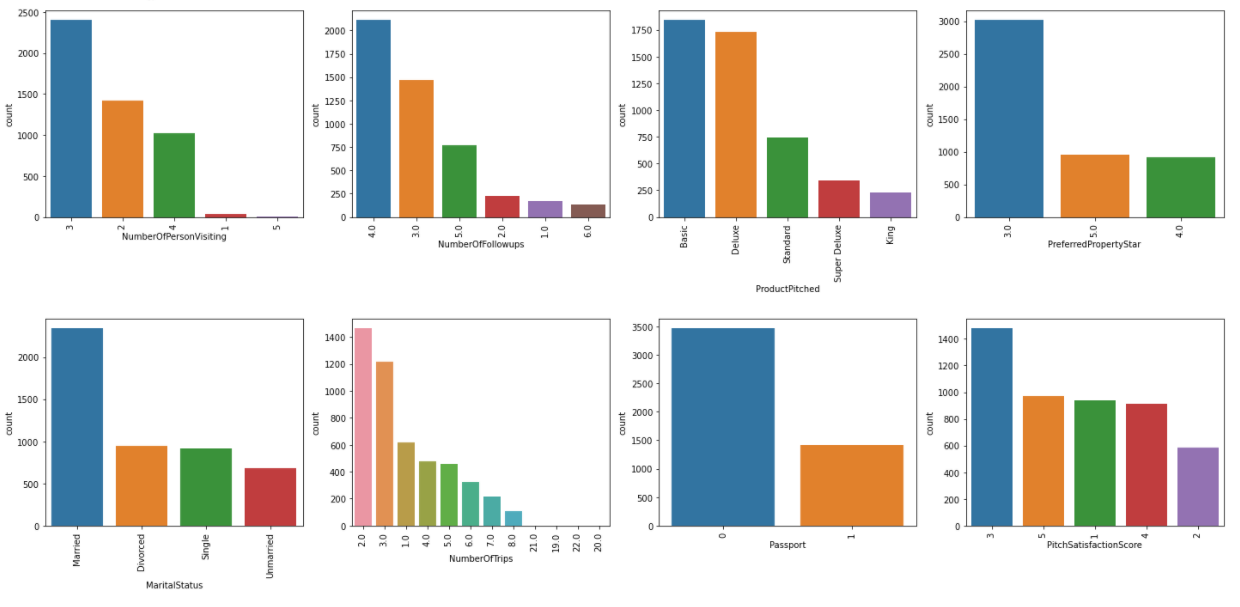 2500
2000
1500
1000
500
0
count
3 2 4 1 5
NumberOfPersonVisiting
2000
1750
1500
1250
1000
750
500
250
0
count
4.0 3.0 5.0 2.0 1.0 6.0
NumberOfFollowups
1750
1500
1250
1000
750
500
250
0
count
Basic Deluxe Standard Super Deluxe King
ProductPitched
3000
2500
2000
1500
1000
500
0
count
3.0 5.0 4.0
PreferredPropertyStar
2000
1500
1000
500
0
count
Married Divorced Single Unmarried
MaritalStatus
1400
1200
1000
800
600
400
200
0
count
2.0 3.0 1.0 4.0 5.0 6.0 7.0 8.0 21.0 19.0 22.0 20.0
NumberOfTrips
3500
3000
2500
2000
1500
1000
500
0
count
0 1
Passport
1400
1200
1000
800
600
400
200
0
count
3 5 1 4 2
PitchSatisfactionScore